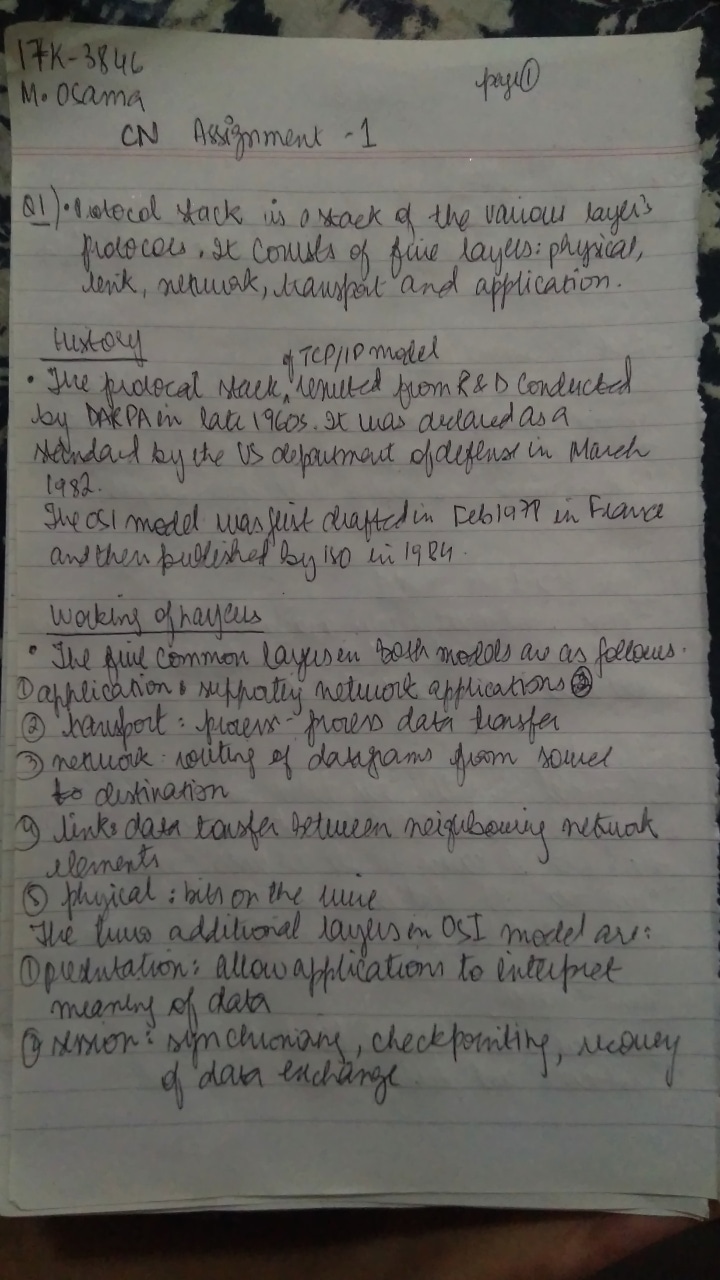 17K-3846
page ①
M. Osama
CN Assignment -1
Q1) • Protocol stack is a stack of the various layer's
protocols. It consists of five layers: physical,
link, network, transport and application.
History
of TCP/IP model
• The protocol stack, resulted from R&D conducted
by DARPA in late 1960s. It was declared as a
standard by the US department of defense in March
1982.
The OSI model was first drafted in Feb 1978 in France
and then published by ISO in 1984.
Working of Layers
• The five common layers in both models are as follows.
① application: supporting network applications
② transport: process-process data transfer
③ network: routing of datagrams from source
to destination
④ link: data transfer between neighbouring network
elements
⑤ physical: bits on the wire
The two additional layers in OSI model are:
① presentation: allow applications to interpret
meaning of data
② session: synchronizing, checkpointing, recovery
of data exchange